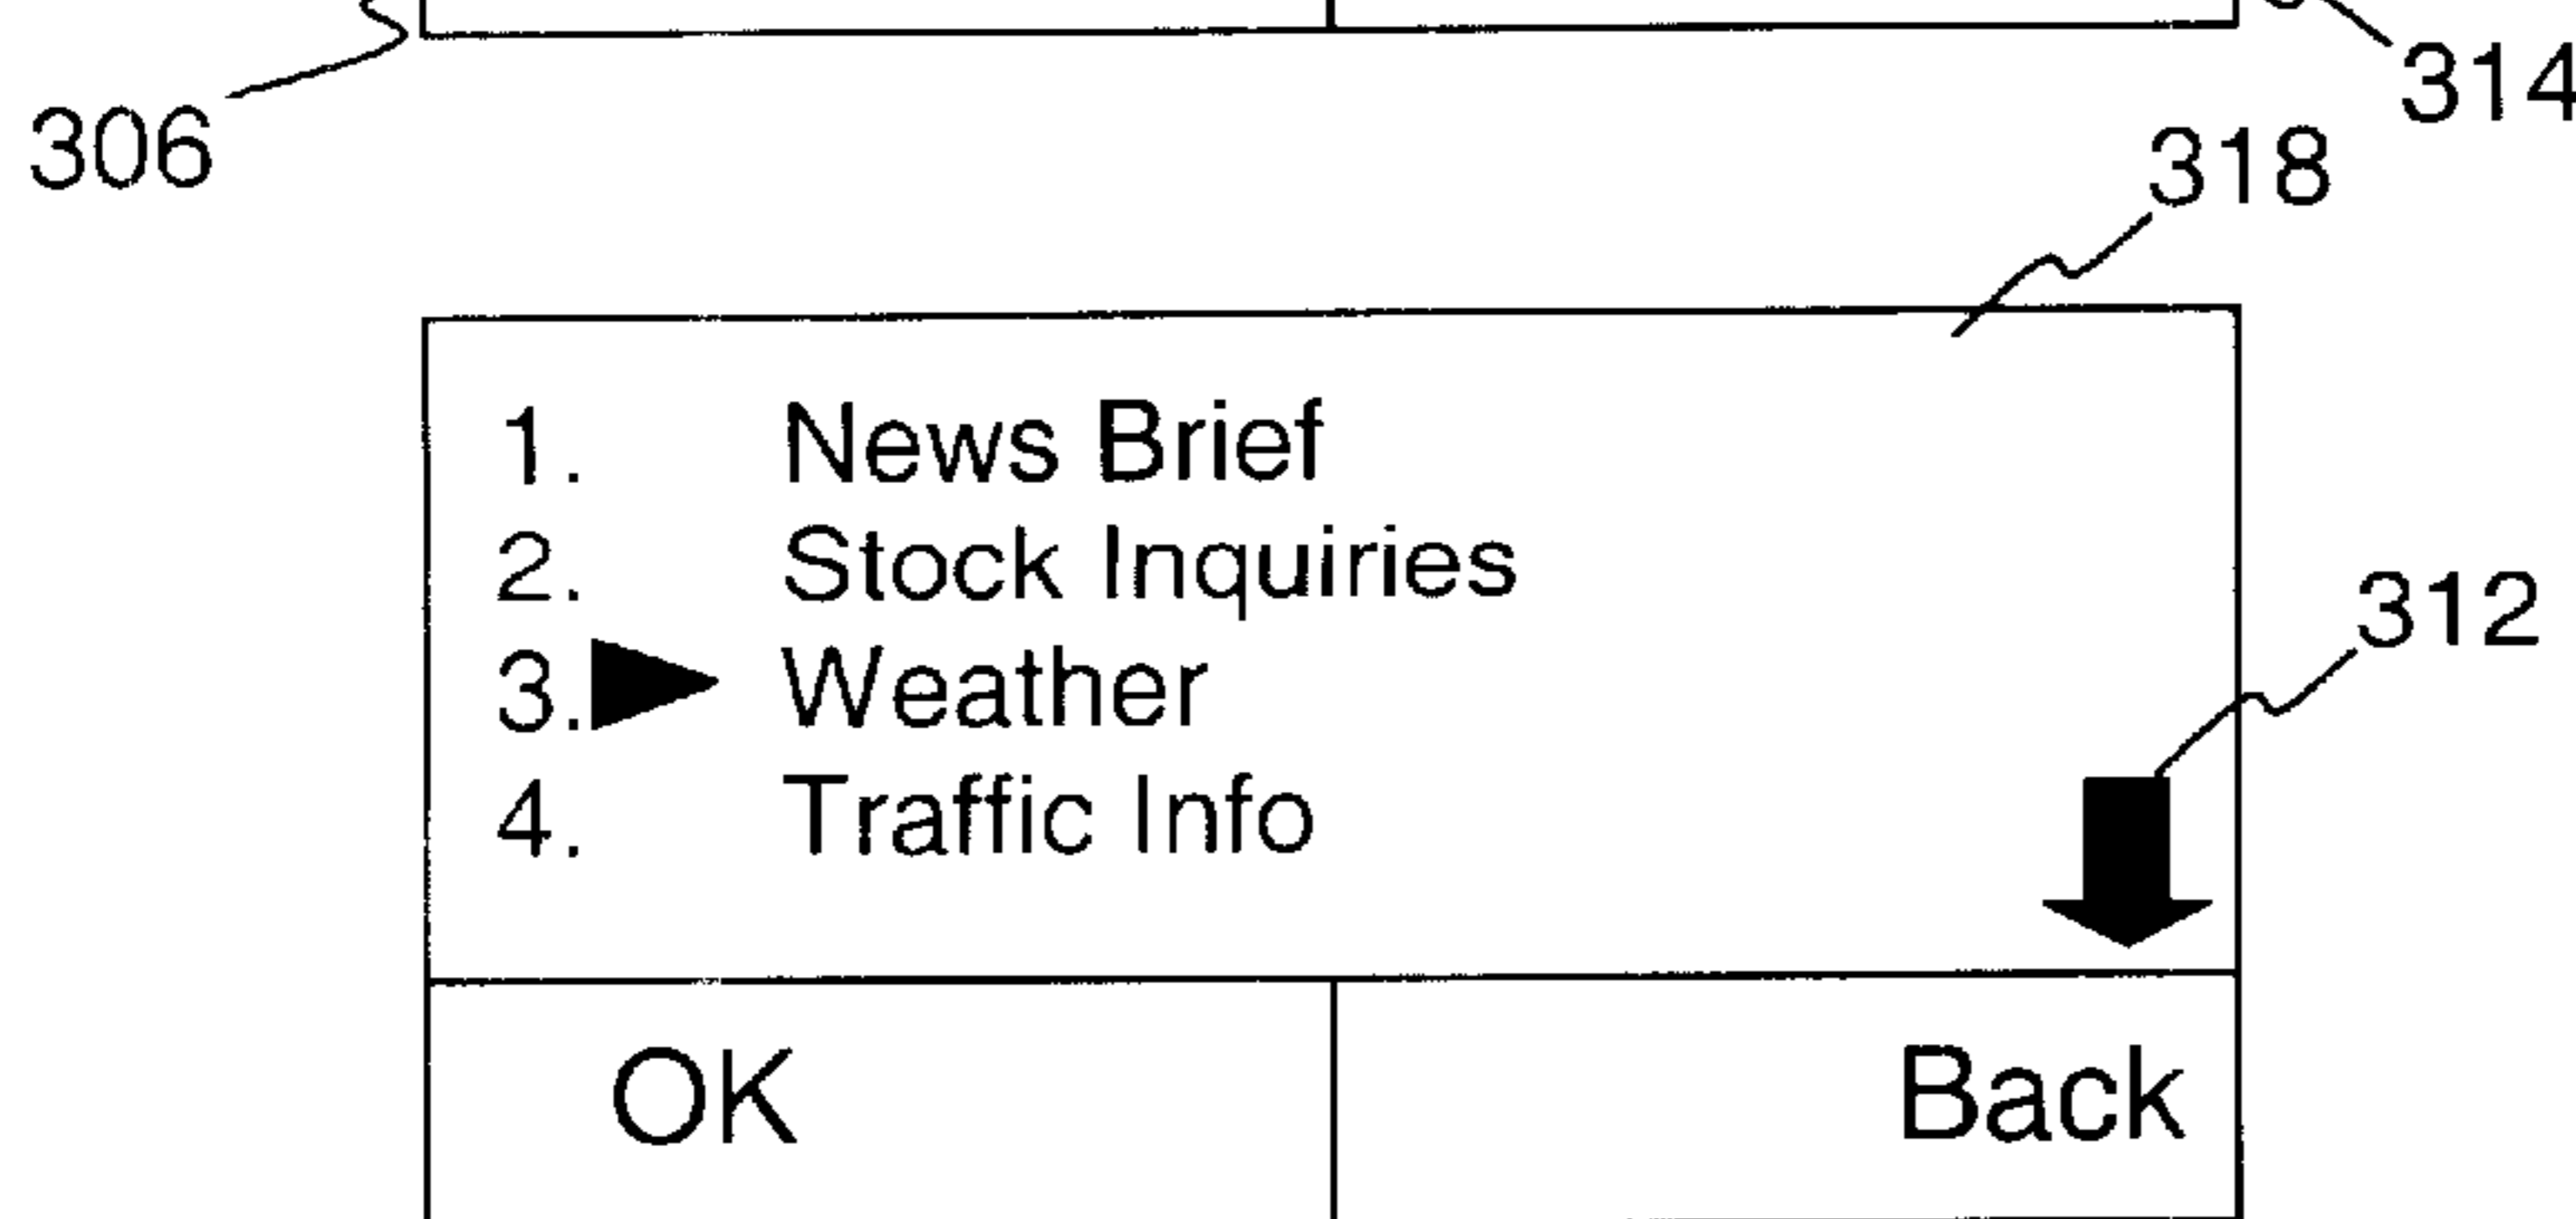 314
306
318
1. News Brief
2. Stock Inquiries
312
3. Weather
4. Traffic Info
OK Back